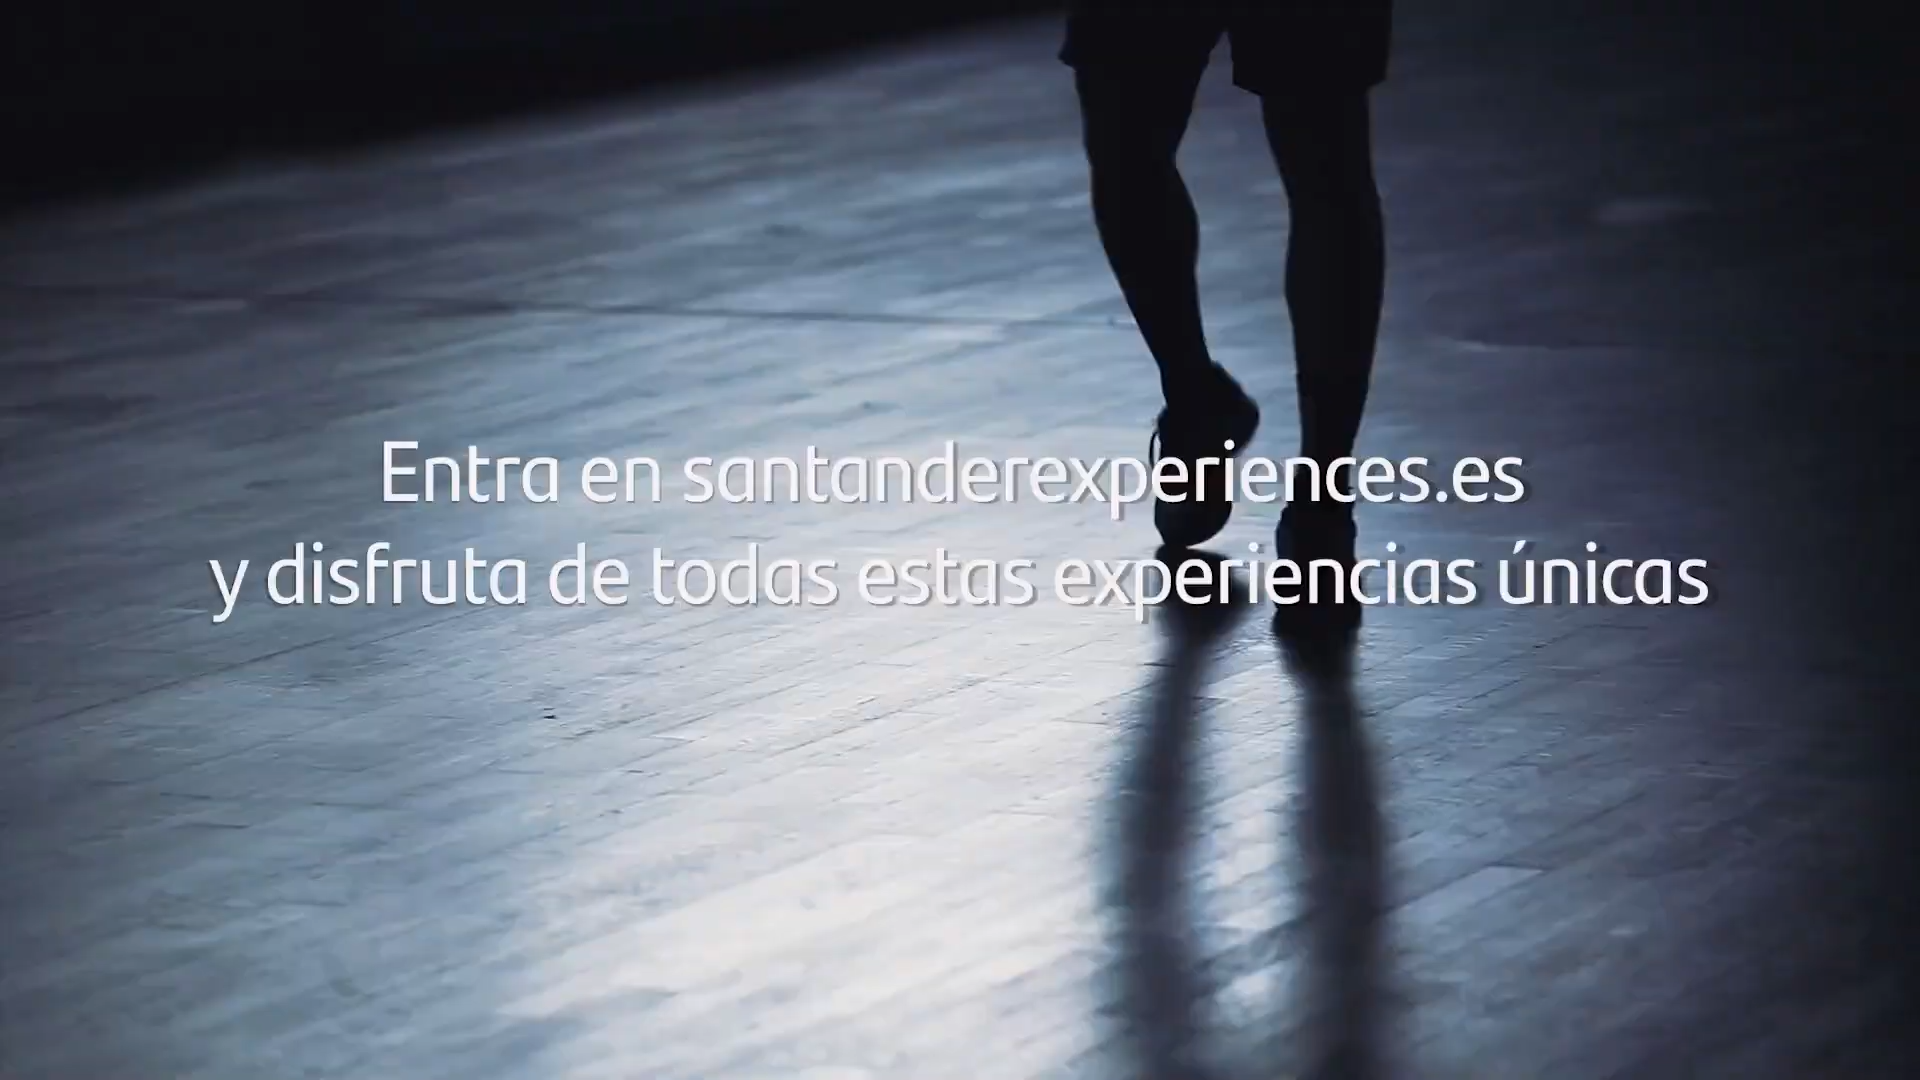 Entra en santanderexperiences.es
y disfruta de todas estas experiencias únicas